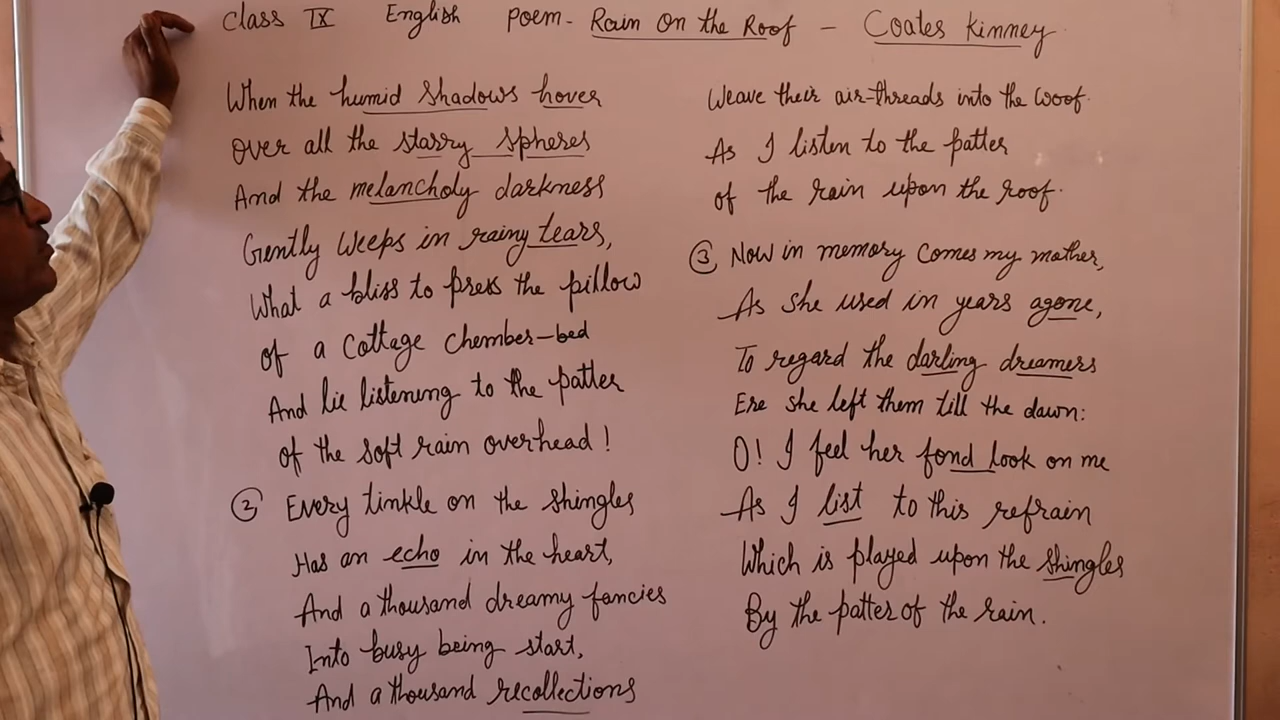 Class IX English Poem - Rain On the Roof - Coates Kinney
When the humid shadows hover
over all the starry spheres
And the melancholy darkness
Gently weeps in rainy tears,
What a bliss to press the pillow
of a cottage chember-bed
And lie listening to the patter
of the soft rain overhead!
② Every tinkle on the shingles
Has an echo in the heart,
And a thousand dreamy fancies
Into busy being start,
And a thousand recollections
Weave their air-threads into the woof.
As I listen to the patter
of the rain upon the roof.
③ Now in memory comes my mother,
As she used in years agone,
To regard the darling dreamers
Ere she left them till the dawn:
O! I feel her fond look on me
As I list to this refrain
Which is played upon the shingles
By the patter of the rain.